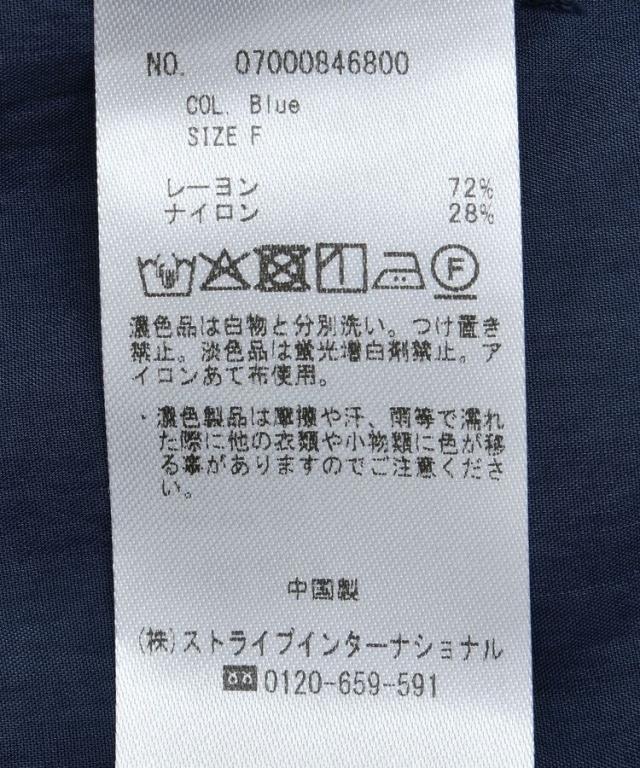 NO. 07000846800
COL. Blue
SIZE F
レーヨン 72%
ナイロン 28%
F
濃色品は白物と分別洗い。つけ置き
禁止。淡色品は蛍光増白剤禁止。ア
イロンあて布使用。
・濃色製品は摩擦や汗、雨等で濡れ
た際に他の衣類や小物類に色が移
る事がありますのでご注意くださ
い。
中国製
(株)ストライプインターナショナル
0120-659-591